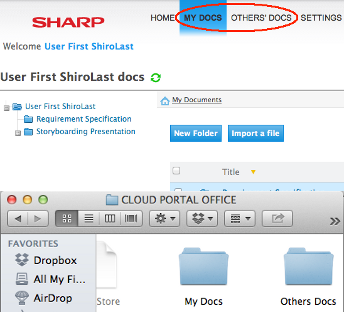 SHARP
HOME MY DOCS OTHERS' DOCS SETTINGS
Welcome User First ShiroLast
User First ShiroLast docs
User First ShiroLast
Requirement Specification
Storyboarding Presentation
My Documents
New Folder Import a file
Title
CLOUD PORTAL OFFICE
FAVORITES
Dropbox
All My Fi...
AirDrop
Store
My Docs
Others Docs